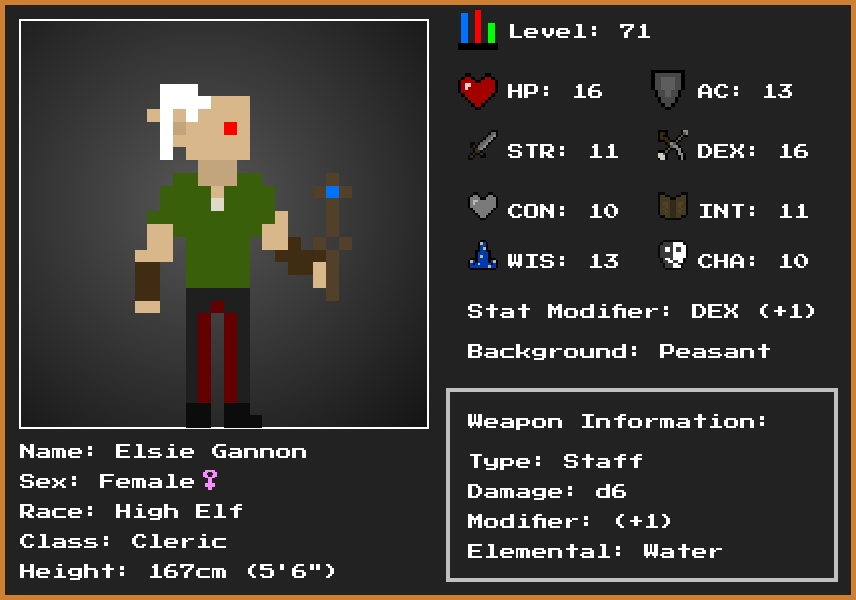 Level: 71
HP: 16 AC: 13
STR: 11 DEX: 16
CON: 10 INT: 11
WIS: 13 CHA: 10
Stat Modifier: DEX (+1)
Background: Peasant
Name: Elsie Gannon
Sex: Female♀
Race: High Elf
Class: Cleric
Height: 167cm (5'6")
Weapon Information:
Type: Staff
Damage: d6
Modifier: (+1)
Elemental: Water